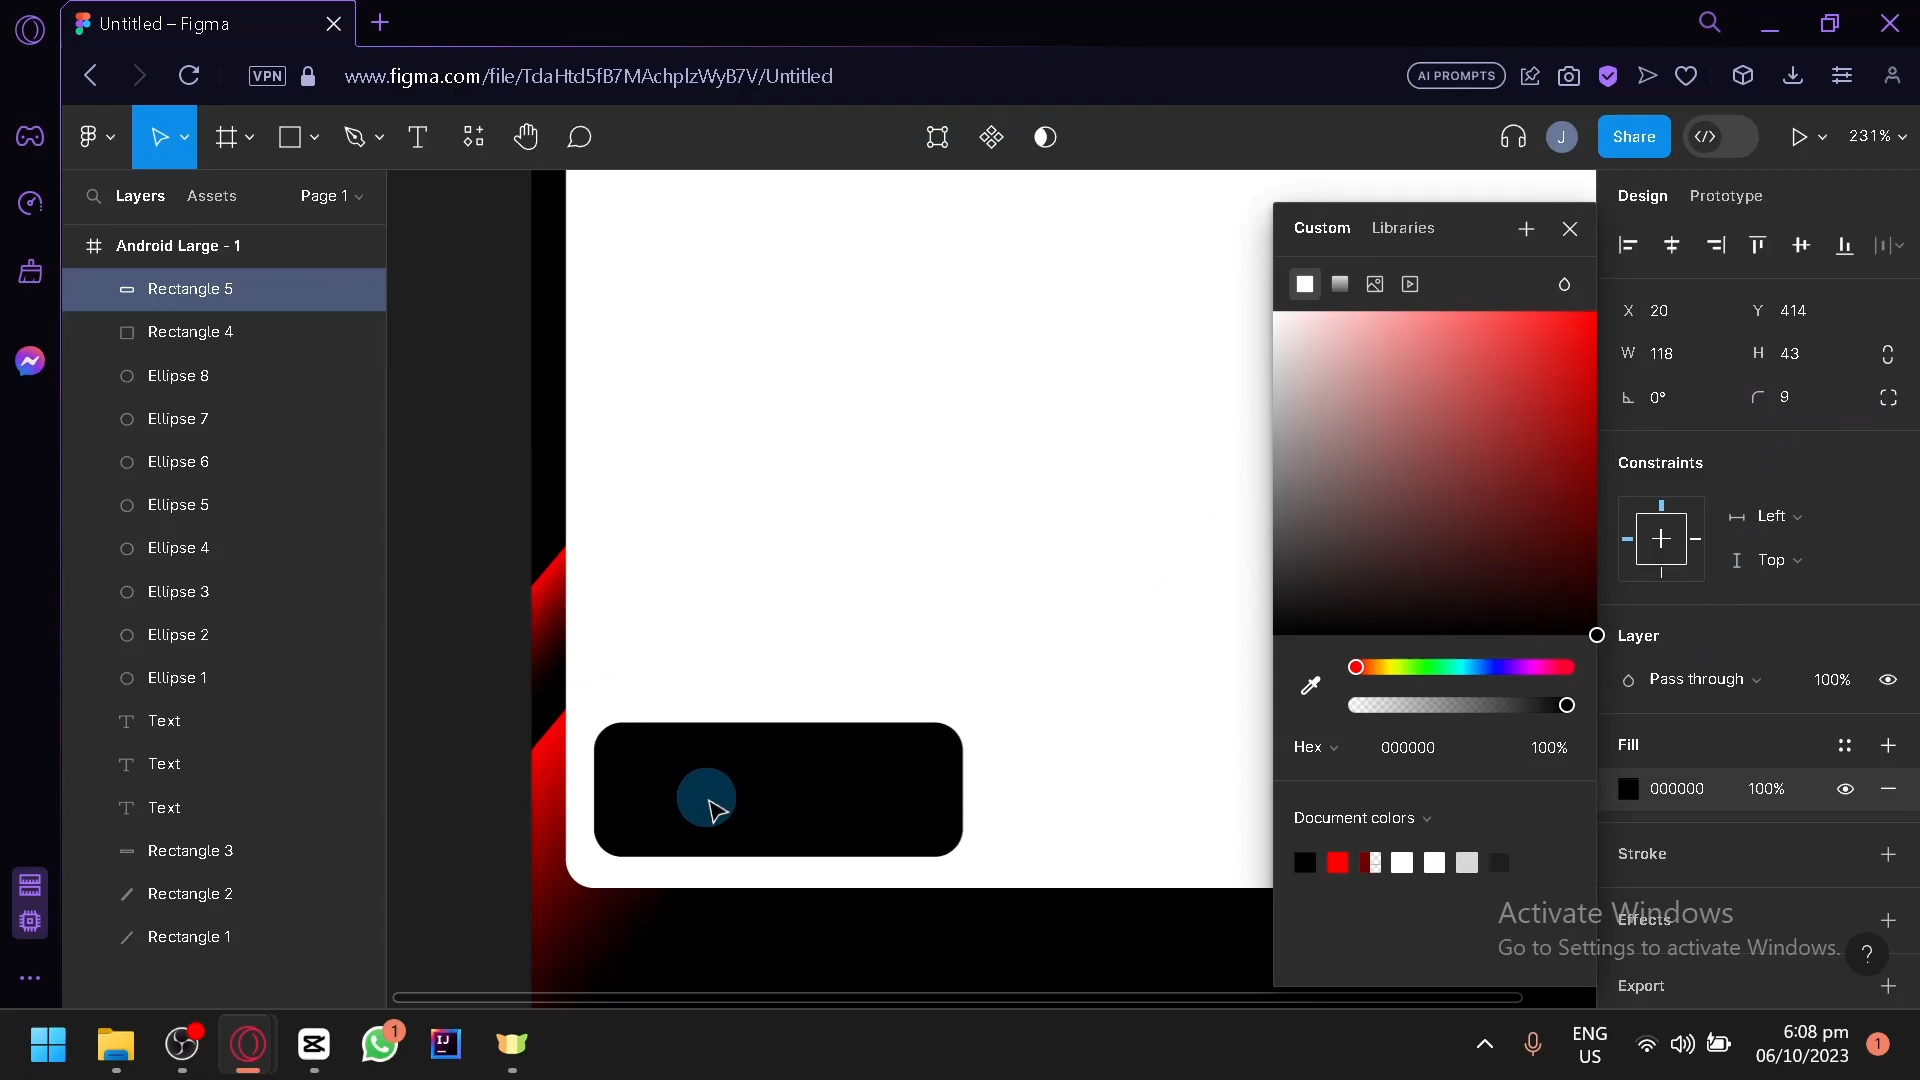 Untitled – Figma
VPN
www.figma.com/file/TdaHtd5fB7MAchplzWyB7V/Untitled
AI PROMPTS
J
Share
231%
Layers
Assets
Page 1
Android Large - 1
Rectangle 5
Rectangle 4
Ellipse 8
Ellipse 7
Ellipse 6
Ellipse 5
Ellipse 4
Ellipse 3
Ellipse 2
Ellipse 1
Text
Text
Text
Rectangle 3
Rectangle 2
Rectangle 1
Custom
Libraries
Hex
000000
100%
Document colors
Design
Prototype
X 20
Y 414
W 118
H 43
0°
9
Constraints
Left
Top
Layer
Pass through
100%
Fill
000000
100%
Stroke
Effects
Export
Activate Windows
Go to Settings to activate Windows.
?
1
IJ
ENG
US
6:08 pm
06/10/2023
1